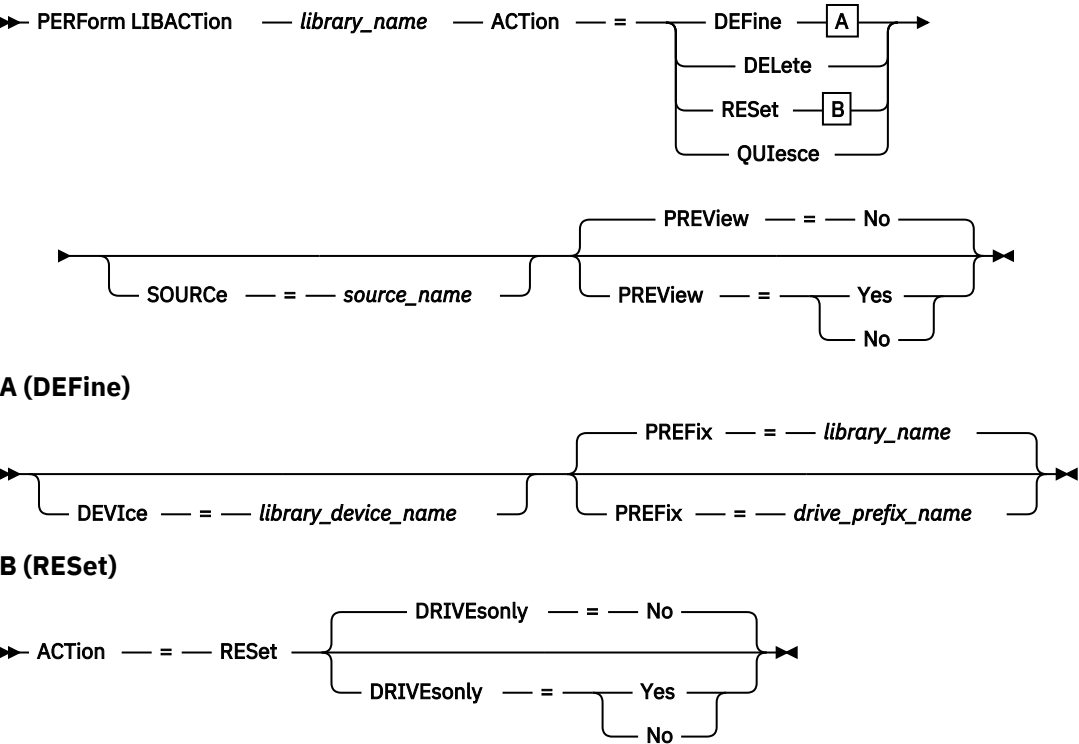 PERForm LIBACTion library_name ACTion = DEFine A
DELete
RESet B
QUIesce
PREView = No
SOURCe = source_name PREView = Yes
No
A (DEFine)
PREFix = library_name
DEVIce = library_device_name PREFix = drive_prefix_name
B (RESet)
DRIVEsonly = No
ACTion = RESet
DRIVEsonly = Yes
No